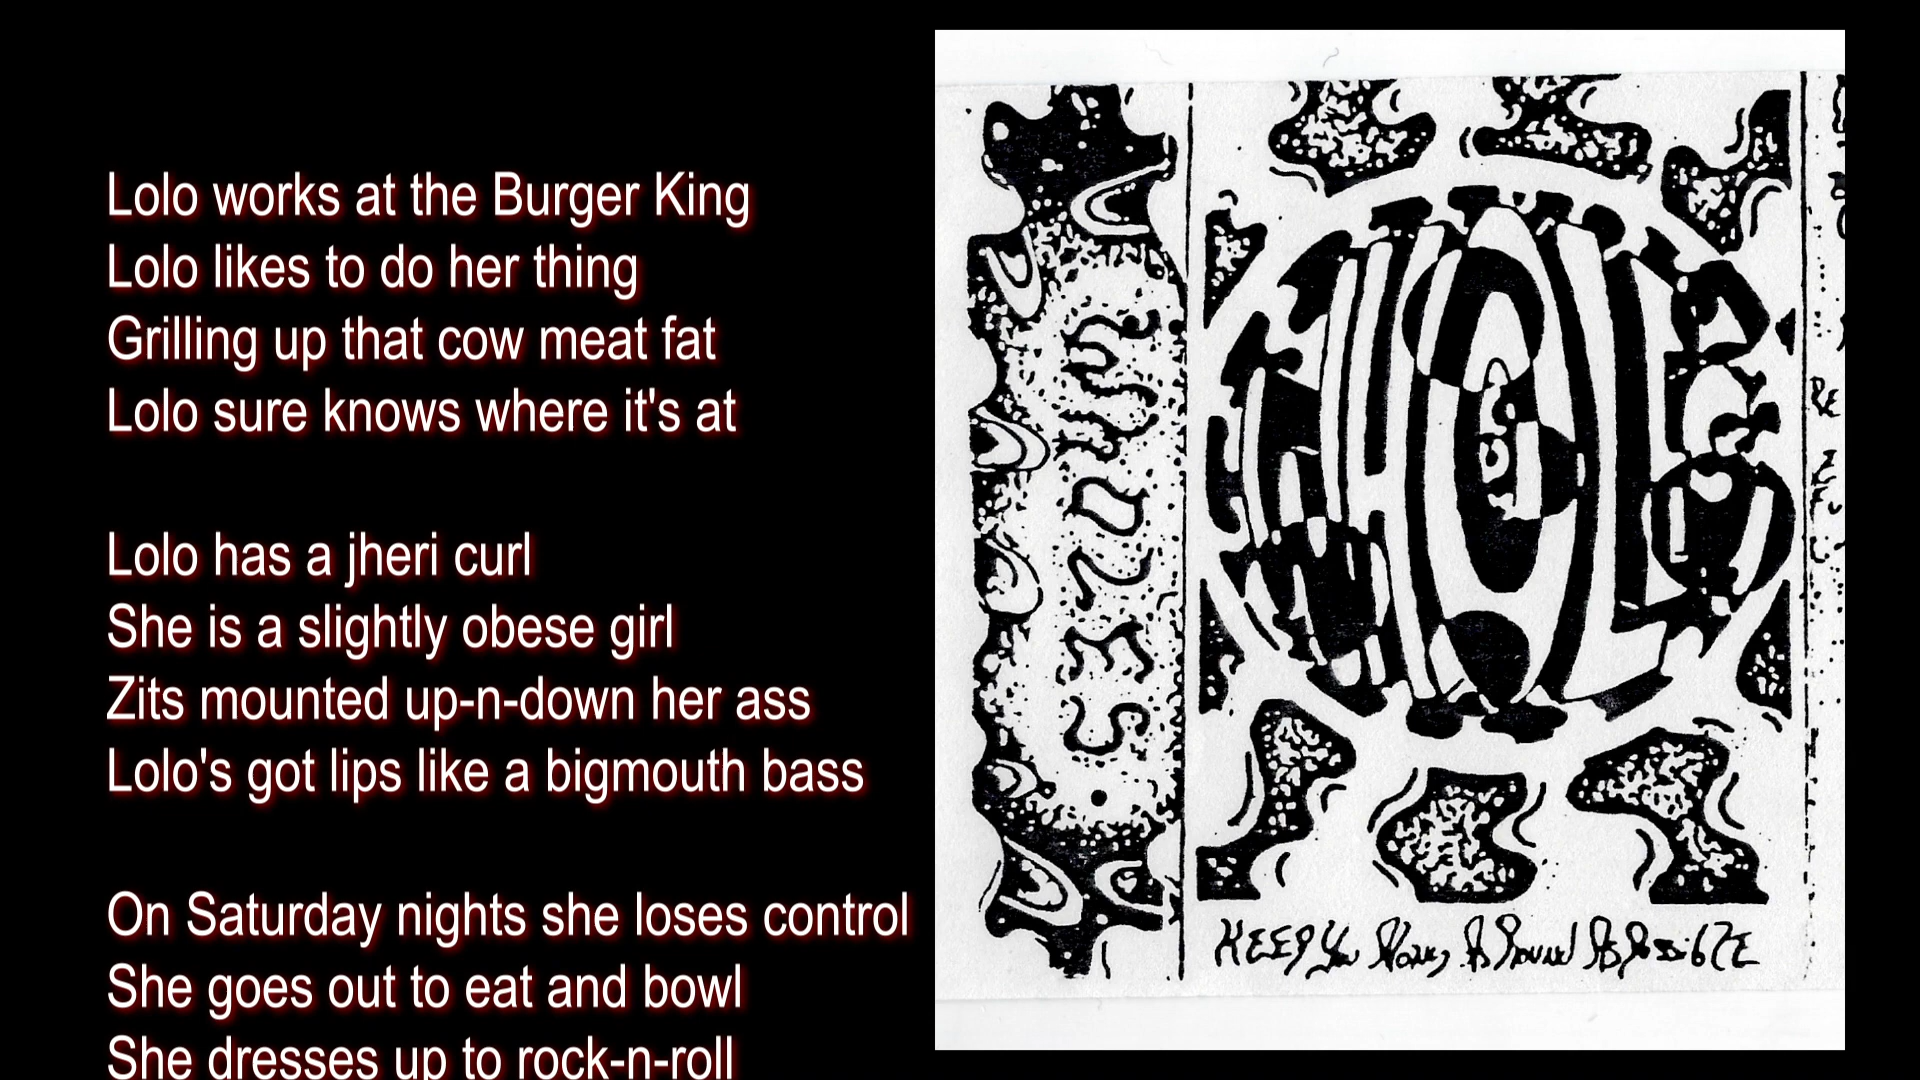 Lolo works at the Burger King
Lolo likes to do her thing
Grilling up that cow meat fat
Lolo sure knows where it's at
Lolo has a jheri curl
She is a slightly obese girl
Zits mounted up-n-down her ass
Lolo's got lips like a bigmouth bass
On Saturday nights she loses control
She goes out to eat and bowl
She dresses up to rock-n-roll
KEEP